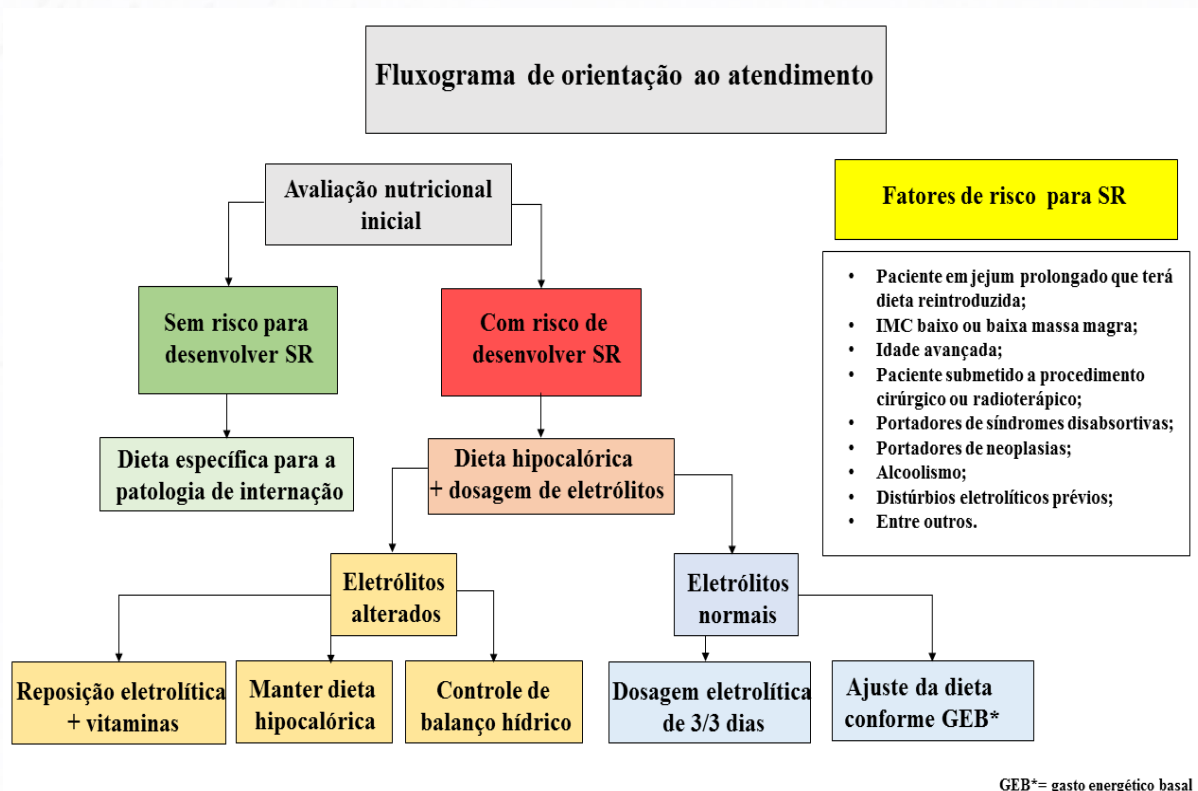 Fluxograma de orientação ao atendimento
Avaliação nutricional
inicial
Sem risco para
desenvolver SR
Com risco de
desenvolver SR
Dieta específica para a
patologia de internação
Dieta hipocalórica
+ dosagem de eletrólitos
Eletrólitos
alterados
Eletrólitos
normais
Reposição eletrolítica
+ vitaminas
Manter dieta
hipocalórica
Controle de
balanço hídrico
Dosagem eletrolítica
de 3/3 dias
Ajuste da dieta
conforme GEB*
Fatores de risco para SR
• Paciente em jejum prolongado que terá
dieta reintroduzida;
• IMC baixo ou baixa massa magra;
• Idade avançada;
• Paciente submetido a procedimento
cirúrgico ou radioterápico;
• Portadores de síndromes disabsortivas;
• Portadores de neoplasias;
• Alcoolismo;
• Distúrbios eletrolíticos prévios;
• Entre outros.
GEB*= gasto energético basal